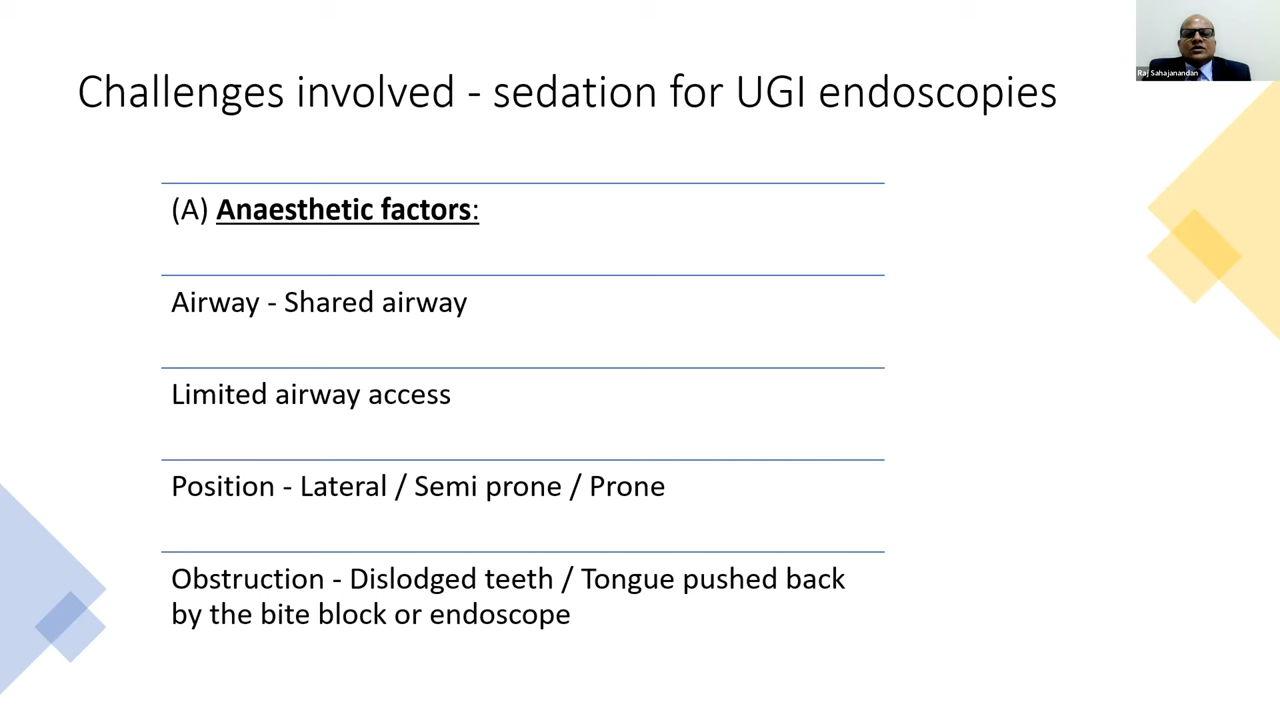 Challenges involved - sedation for UGI endoscopies
Raj Sahajanandan
(A) Anaesthetic factors:
Airway - Shared airway
Limited airway access
Position - Lateral / Semi prone / Prone
Obstruction - Dislodged teeth / Tongue pushed back
by the bite block or endoscope